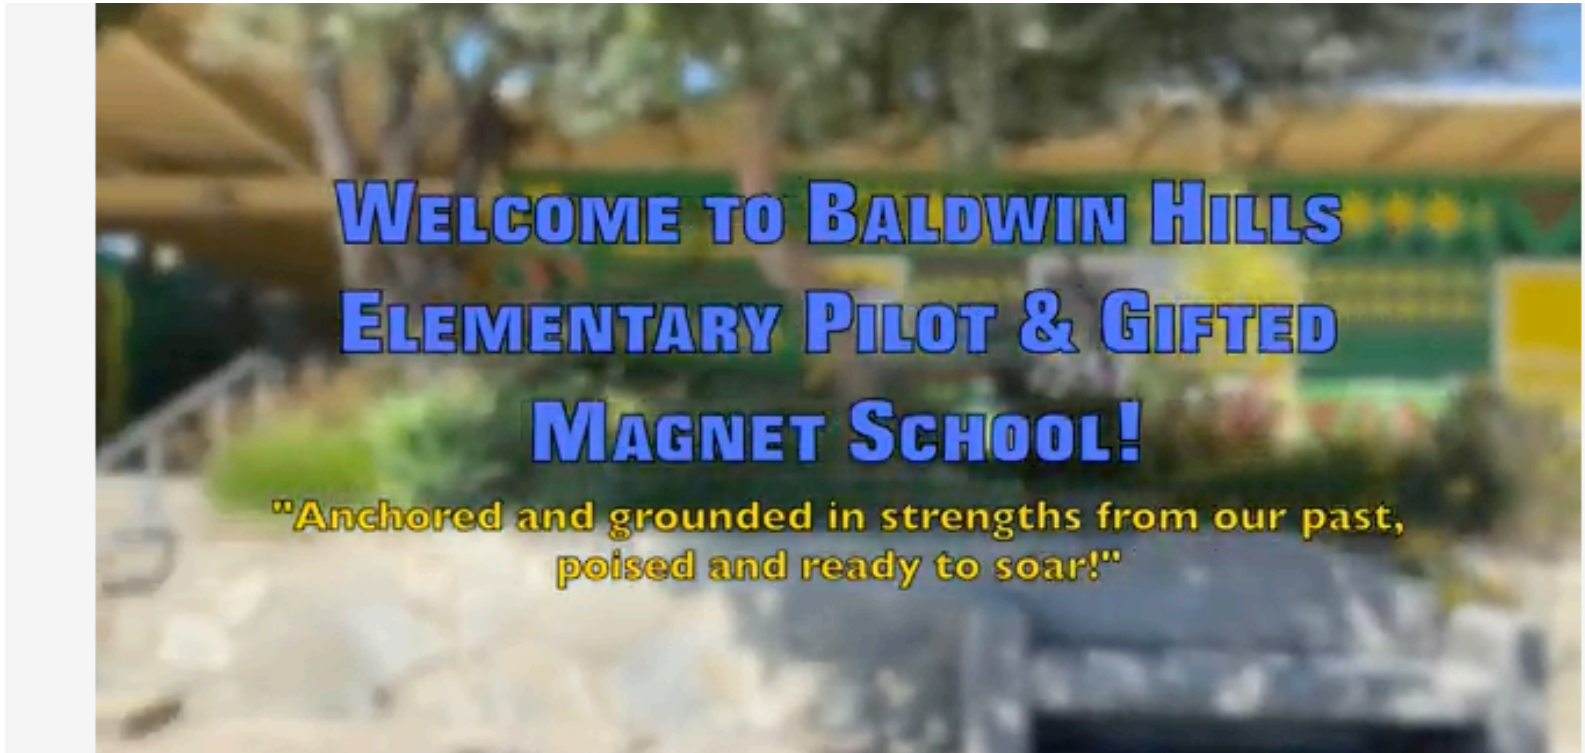 Welcome to Baldwin Hills
Elementary Pilot & Gifted
Magnet School!
"Anchored and grounded in strengths from our past,
poised and ready to soar!"